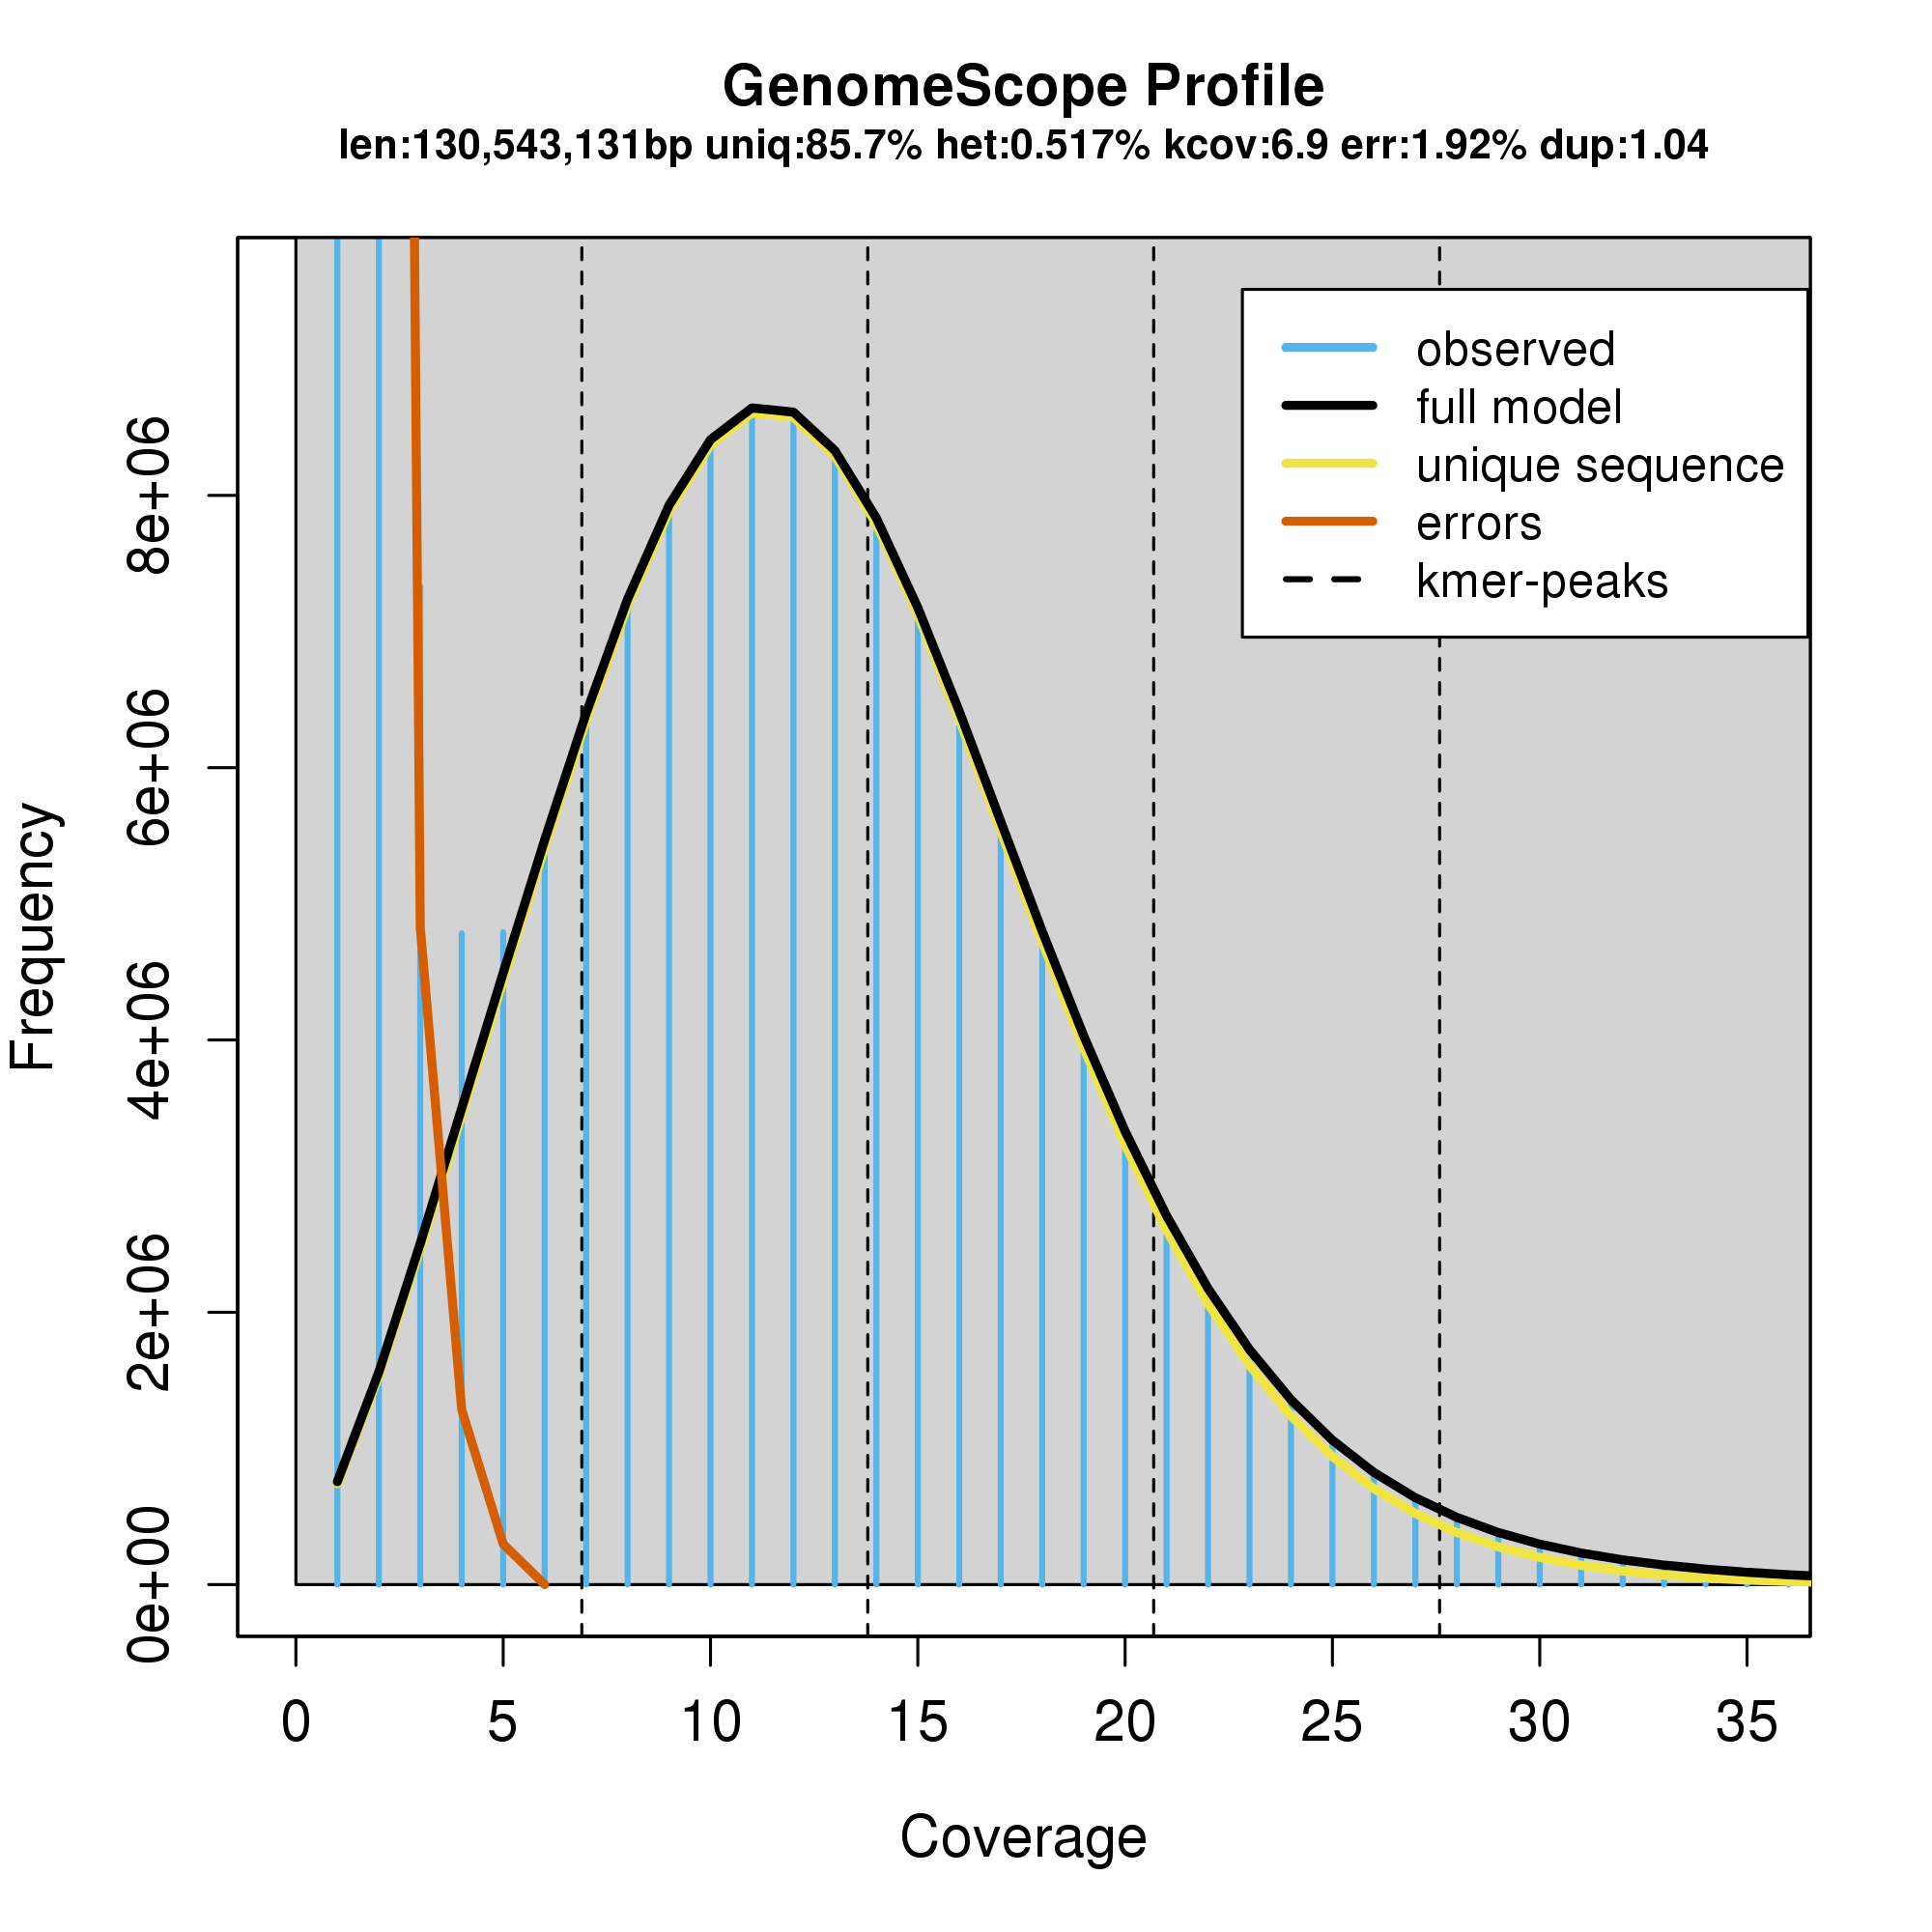 GenomeScope Profile
len:130,543,131bp uniq:85.7% het:0.517% kcov:6.9 err:1.92% dup:1.04
observed
full model
unique sequence
errors
kmer-peaks
Frequency
8e+06
6e+06
4e+06
2e+06
0e+00
0 5 10 15 20 25 30 35
Coverage